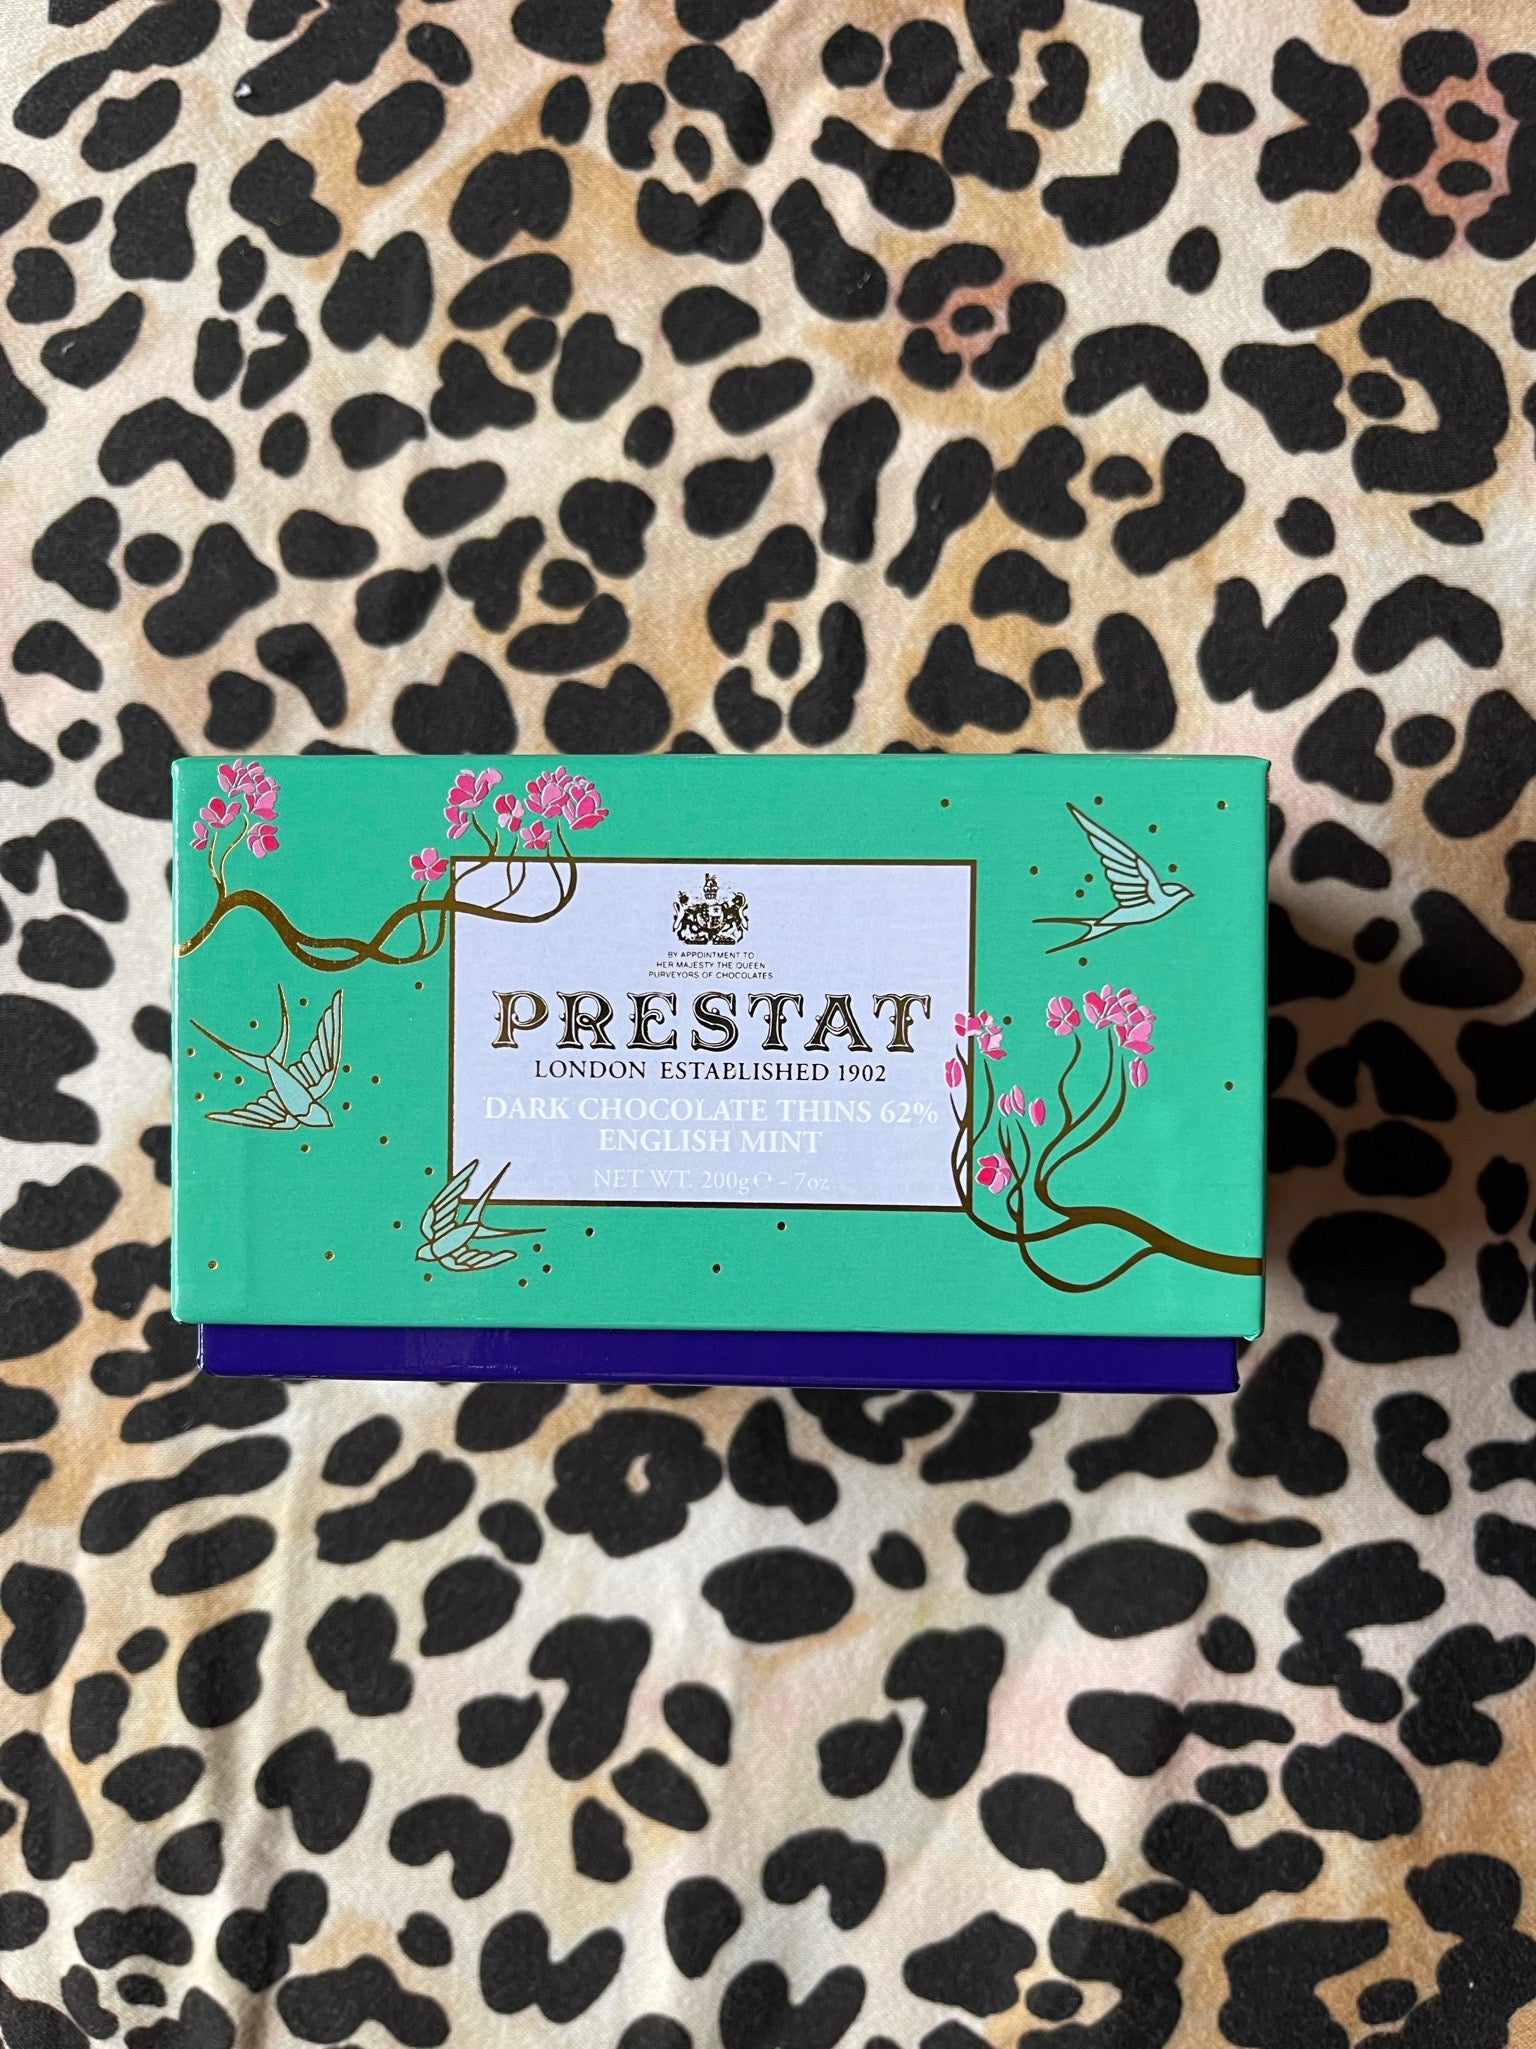 BY APPOINTMENT TO
HER MAJESTY THE QUEEN
PURVEYORS OF CHOCOLATES
PRESTAT
LONDON ESTABLISHED 1902
DARK CHOCOLATE THINS 62%
ENGLISH MINT
NET WT. 200g℮ - 7oz